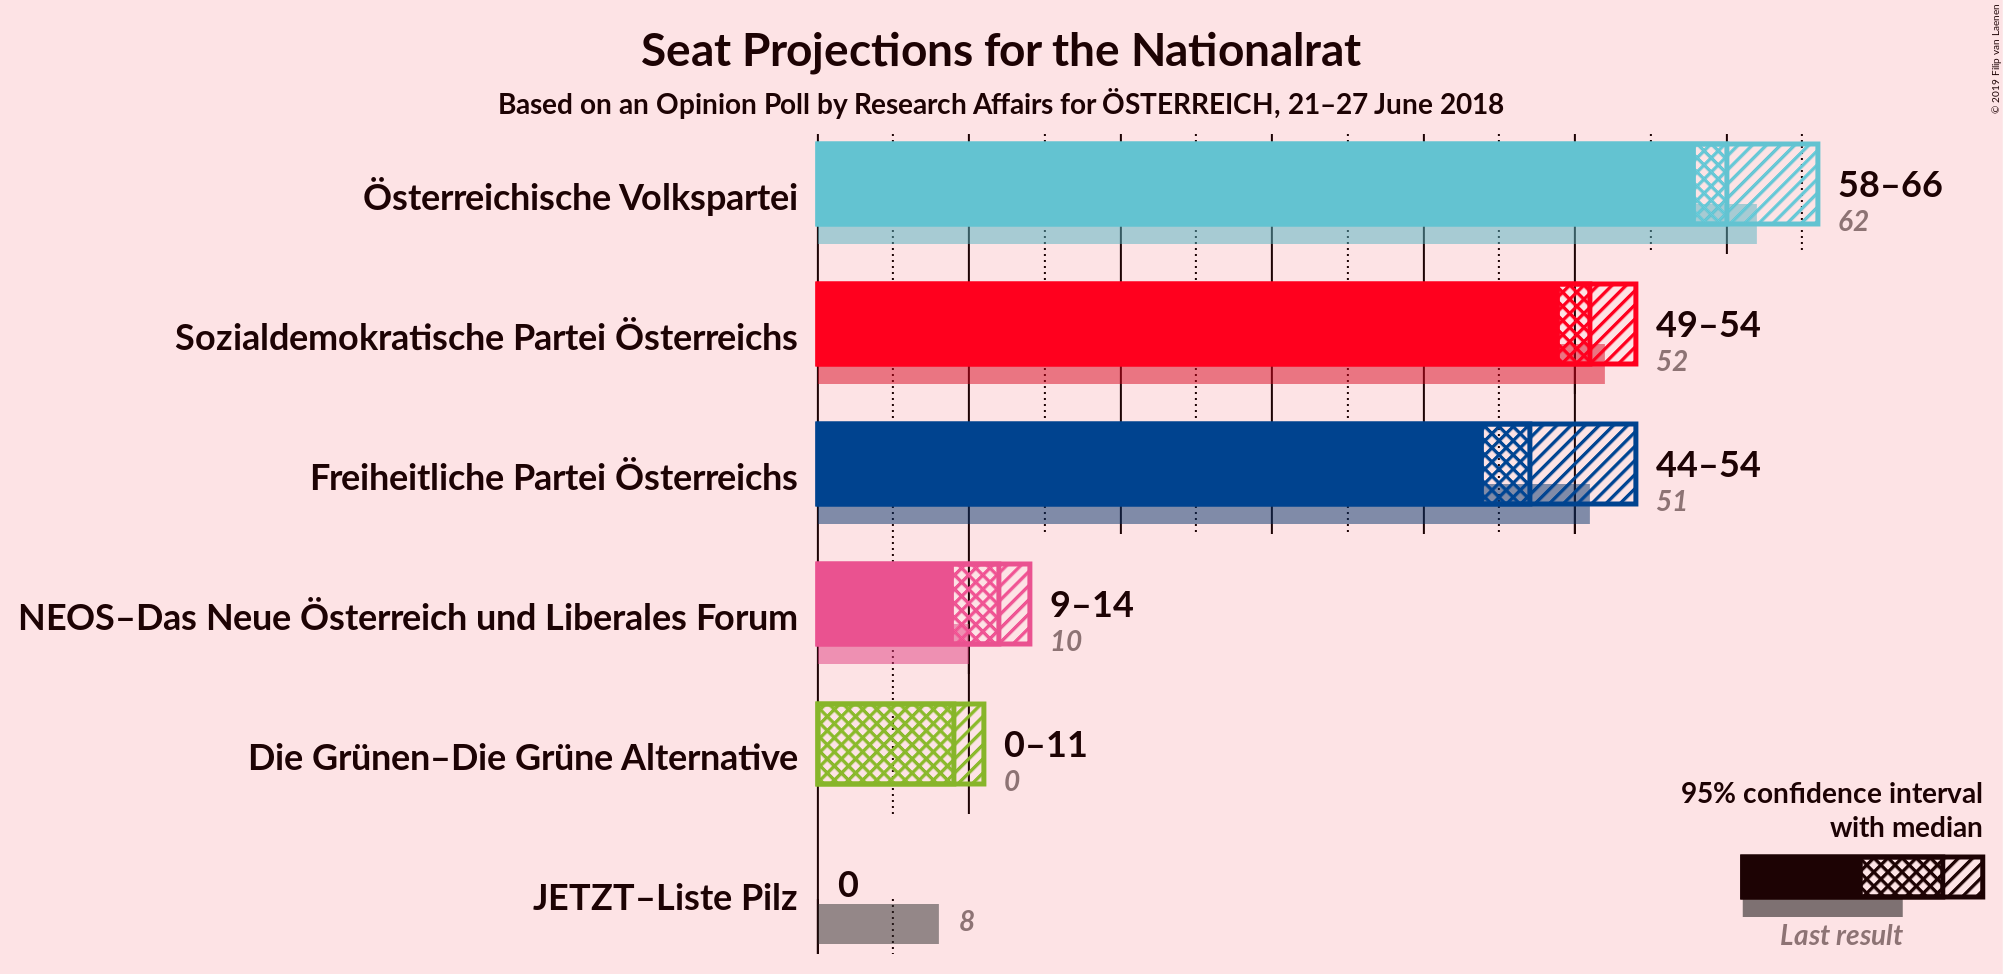 Seat Projections for the Nationalrat
Based on an Opinion Poll by Research Affairs for ÖSTERREICH, 21–27 June 2018
© 2019 Filip van Laenen
Österreichische Volkspartei
58–66
62
Sozialdemokratische Partei Österreichs
49–54
52
Freiheitliche Partei Österreichs
44–54
51
NEOS–Das Neue Österreich und Liberales Forum
9–14
10
Die Grünen–Die Grüne Alternative
0–11
0
JETZT–Liste Pilz
0
8
95% confidence interval
with median
Last result